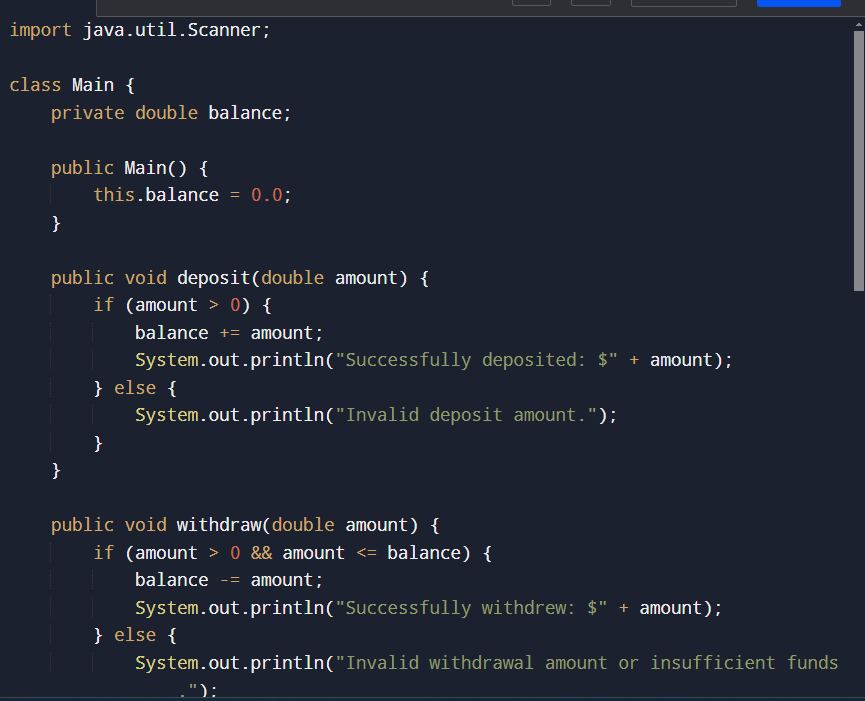 import java.util.Scanner;
class Main {
    private double balance;
    public Main() {
        this.balance = 0.0;
    }
    public void deposit(double amount) {
        if (amount > 0) {
            balance += amount;
            System.out.println("Successfully deposited: $" + amount);
        } else {
            System.out.println("Invalid deposit amount.");
        }
    }
    public void withdraw(double amount) {
        if (amount > 0 && amount <= balance) {
            balance -= amount;
            System.out.println("Successfully withdrew: $" + amount);
        } else {
            System.out.println("Invalid withdrawal amount or insufficient funds
                .");